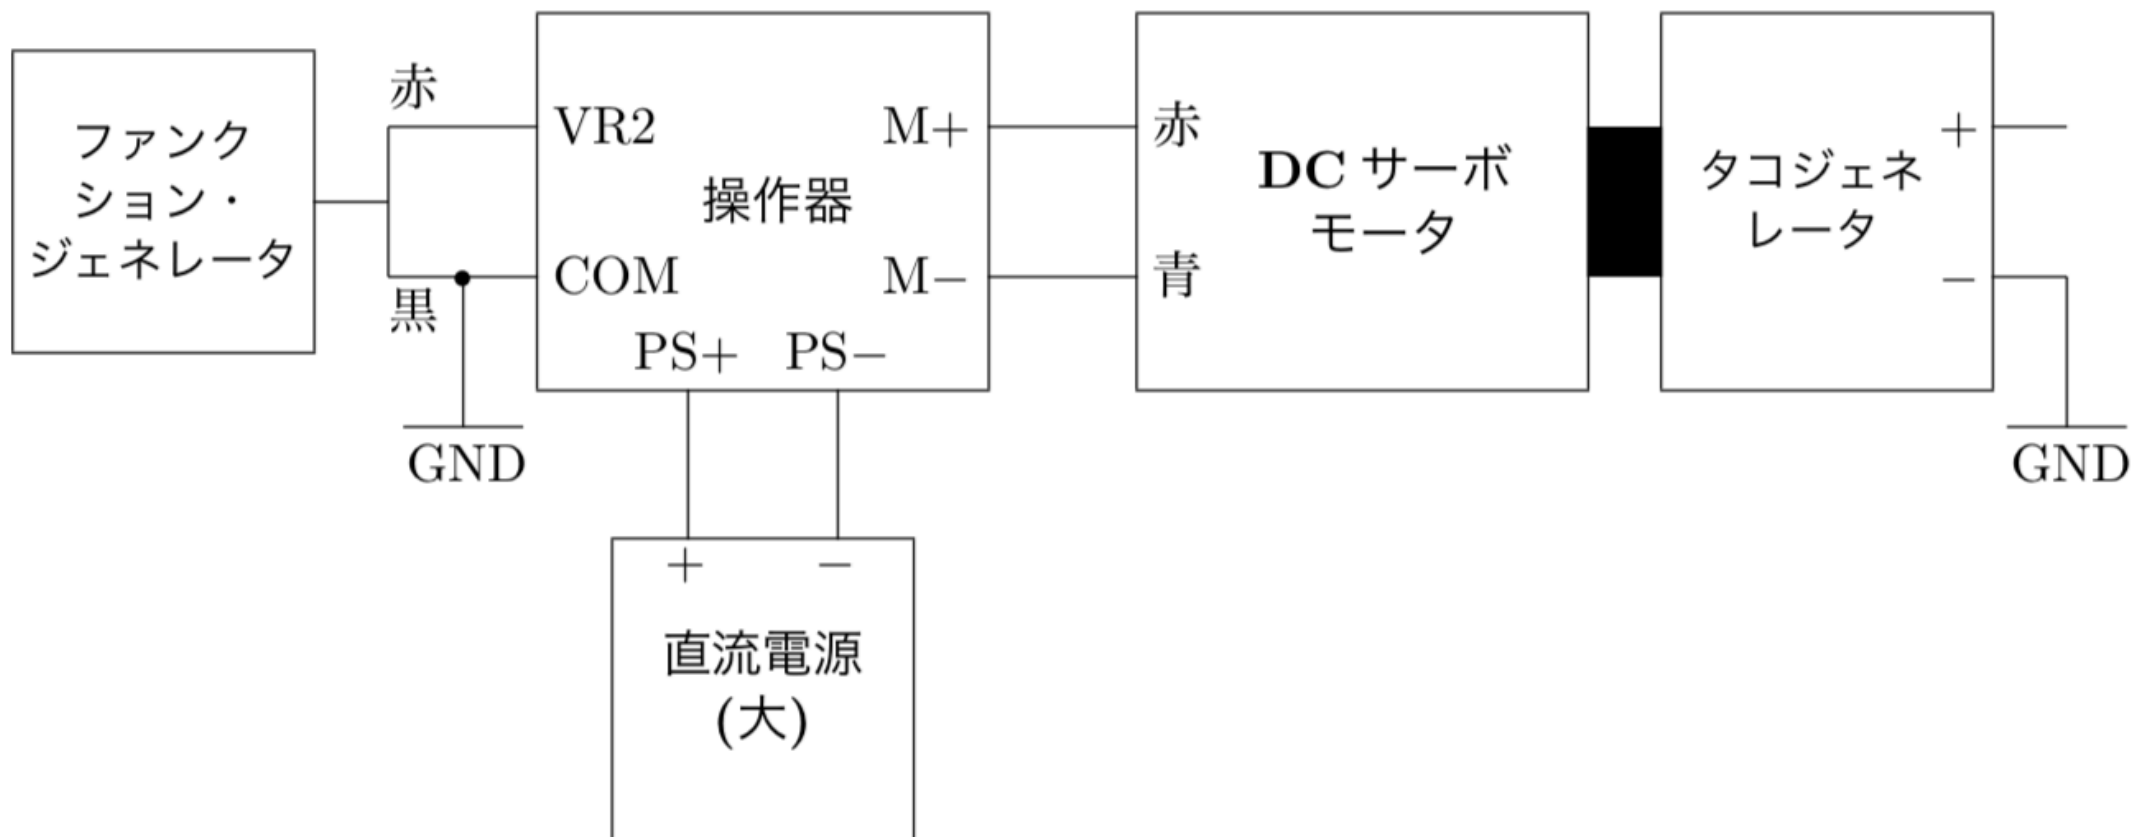 ファンク
ション・
ジェネレータ
赤
黒
GND
VR2
COM
操作器
M+
M−
PS+ PS−
+ −
直流電源
(大)
赤
青
DC サーボ
モータ
タコジェネ
レータ
+
−
GND